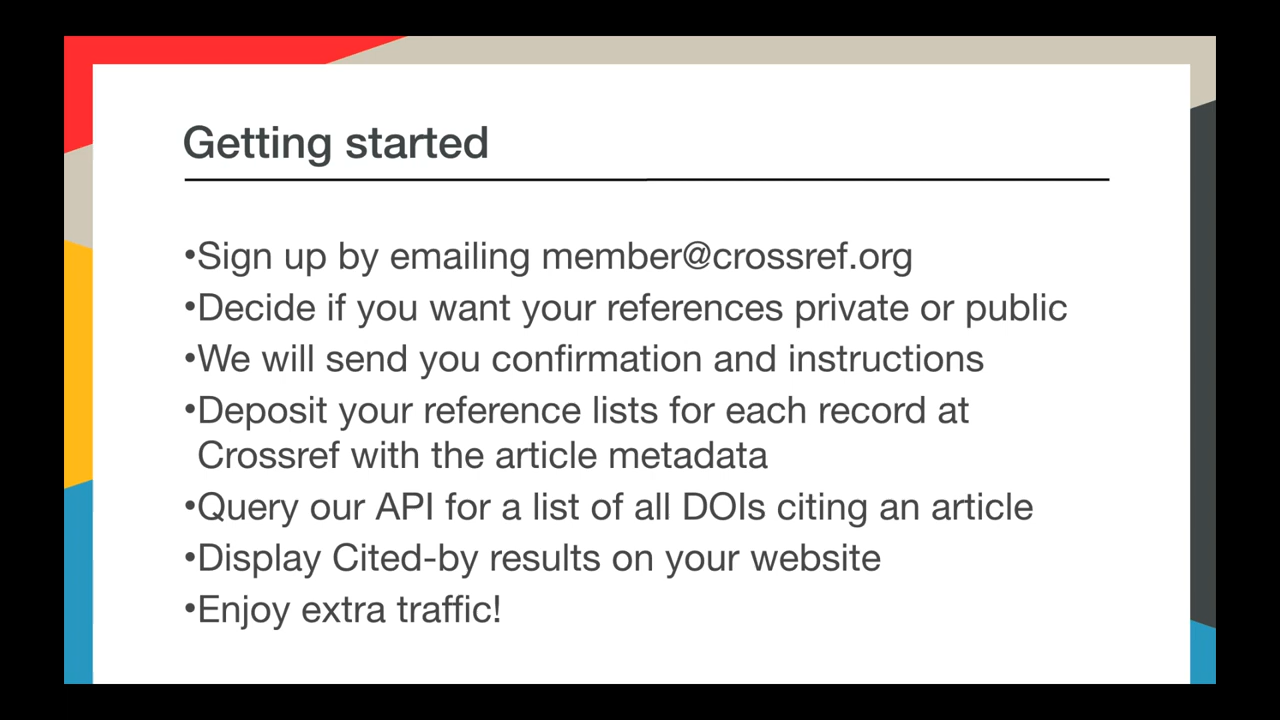 Getting started
•Sign up by emailing member@crossref.org
•Decide if you want your references private or public
•We will send you confirmation and instructions
•Deposit your reference lists for each record at
Crossref with the article metadata
•Query our API for a list of all DOIs citing an article
•Display Cited-by results on your website
•Enjoy extra traffic!